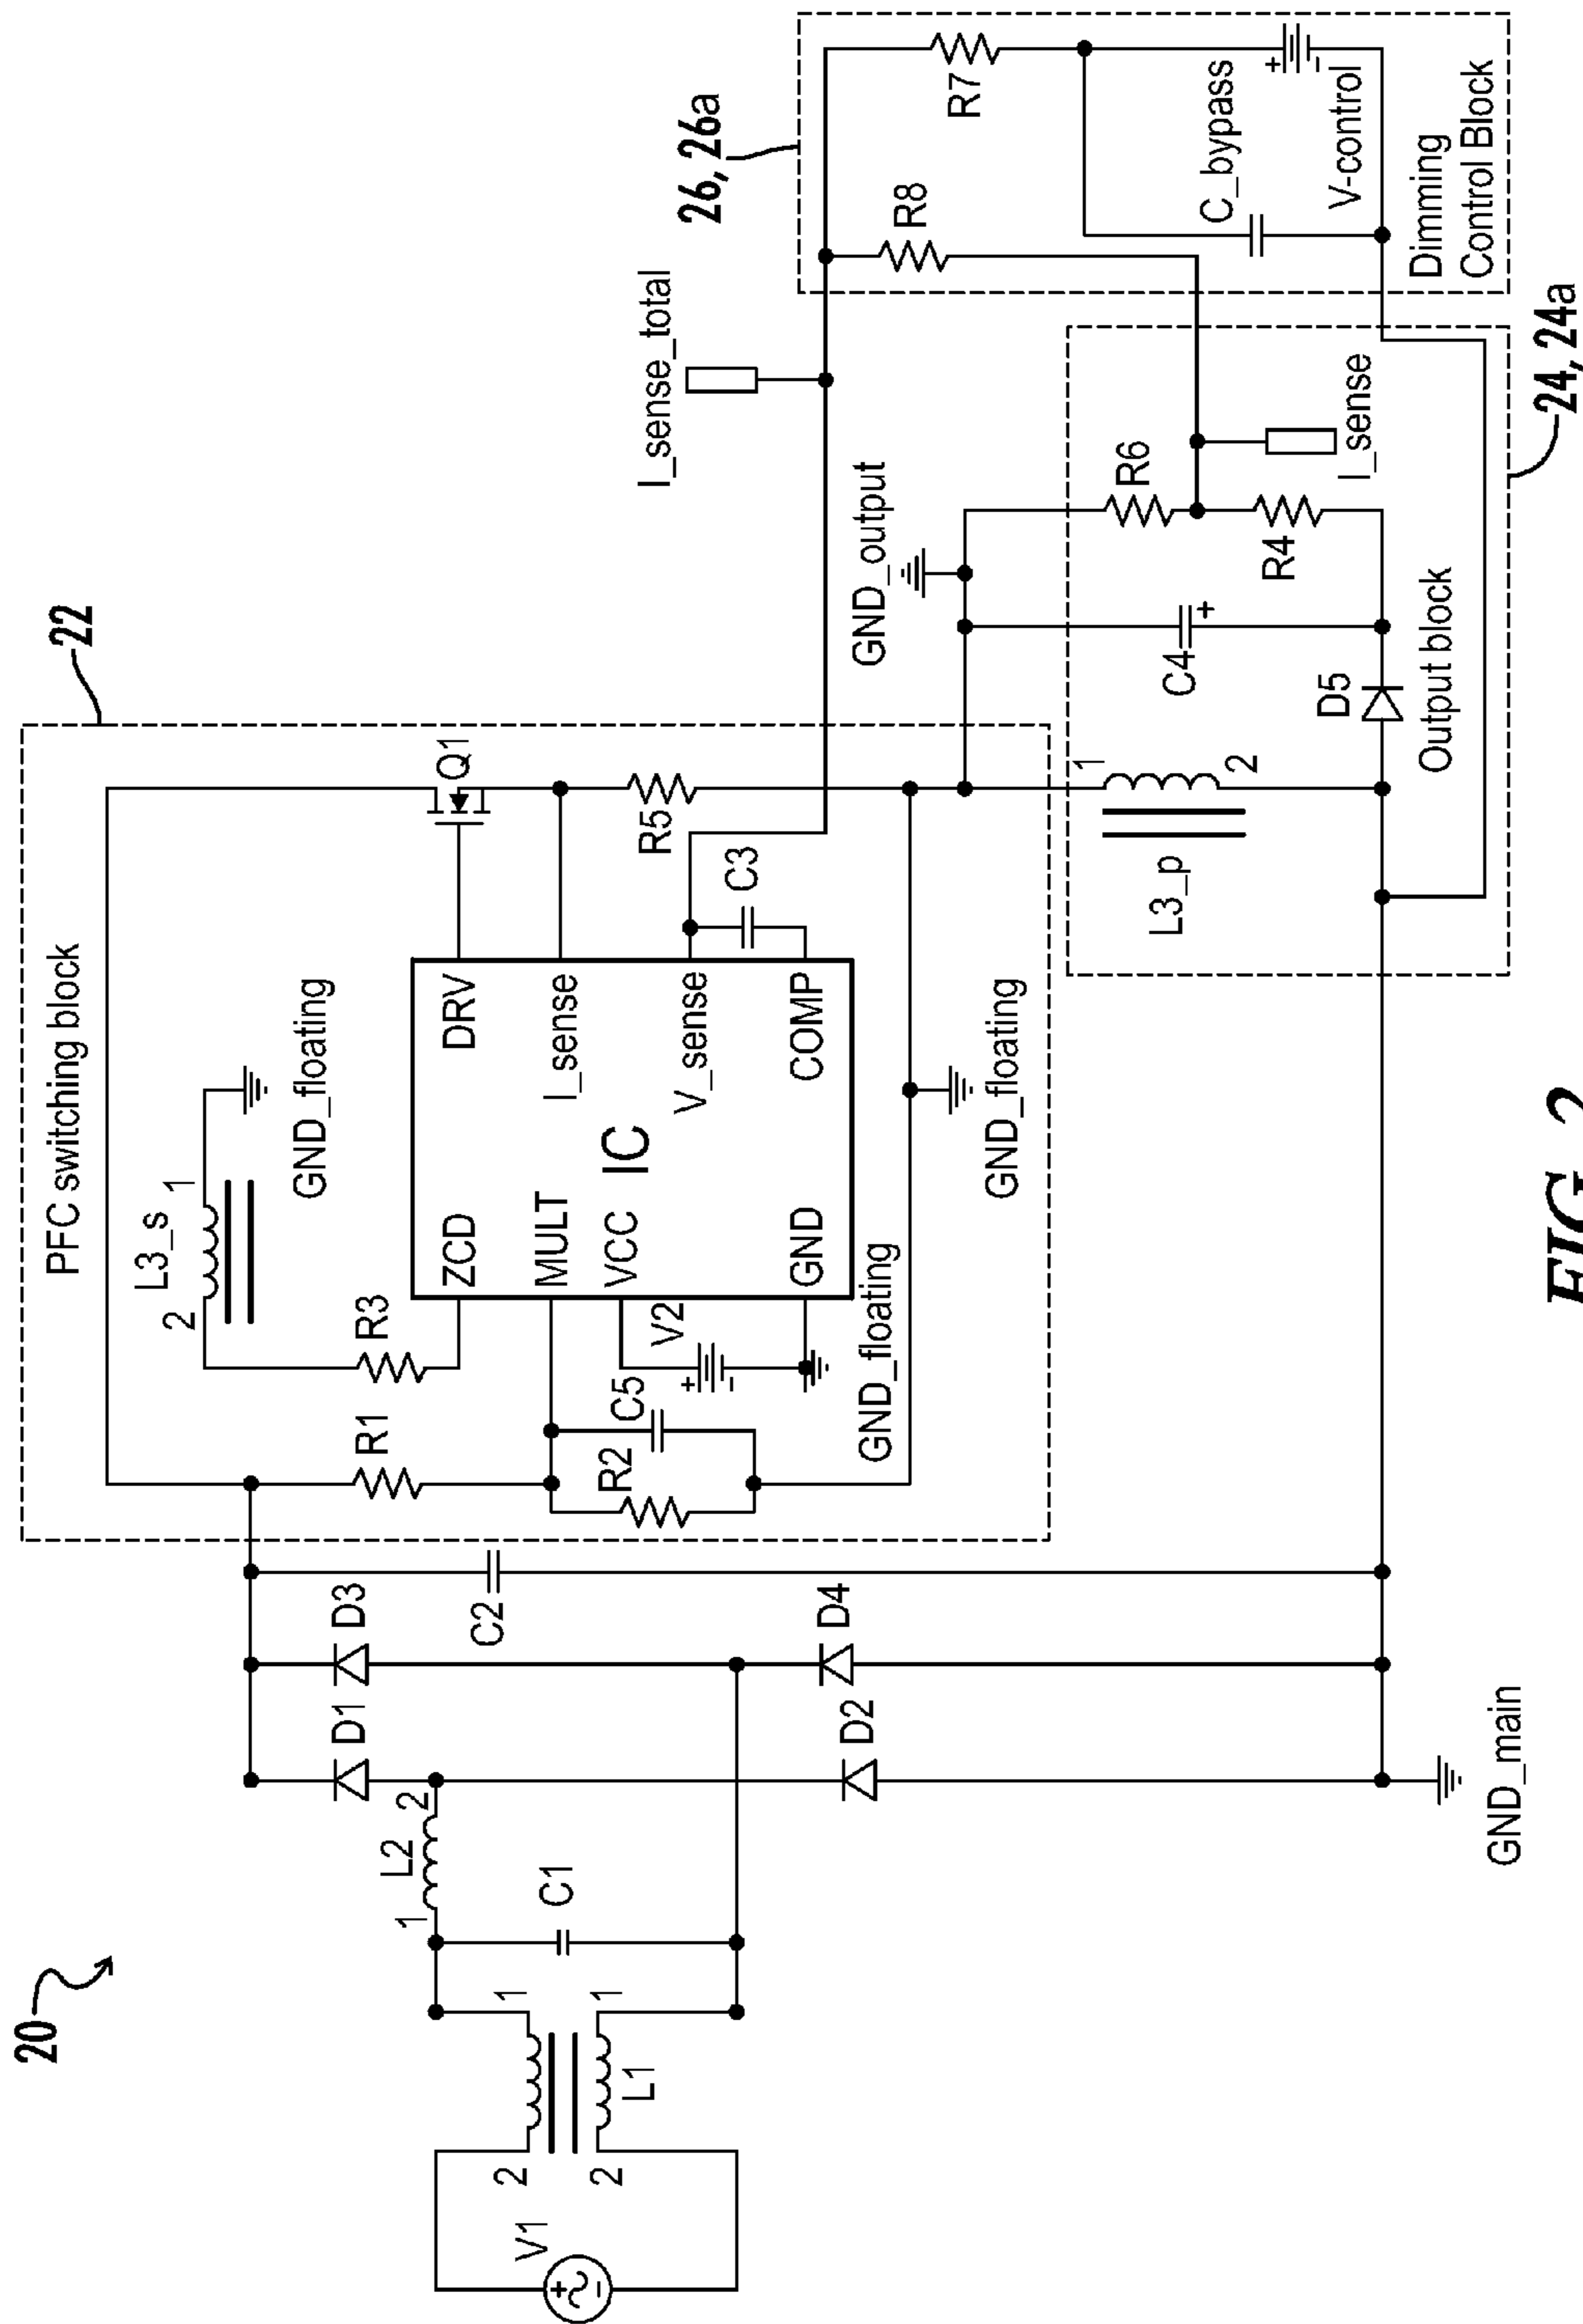 20
V1
2
1
2
1
L1
C1
1
L2
2
D1
D3
D2
D4
GND_main
C2
PFC switching block
22
R1
R3
2
L3_s
1
GND_floating
R2
C5
V2
+
-
GND_floating
ZCD
MULT
VCC
GND
IC
DRV
I_sense
V_sense
COMP
Q1
R5
C3
GND_floating
GND_output
I_sense_total
26, 26a
R8
R7
C_bypass
+
-
V-control
Dimming
Control Block
L3_p
1
2
D5
C4
+
R6
R4
I_sense
Output block
24, 24a
FIG. 2